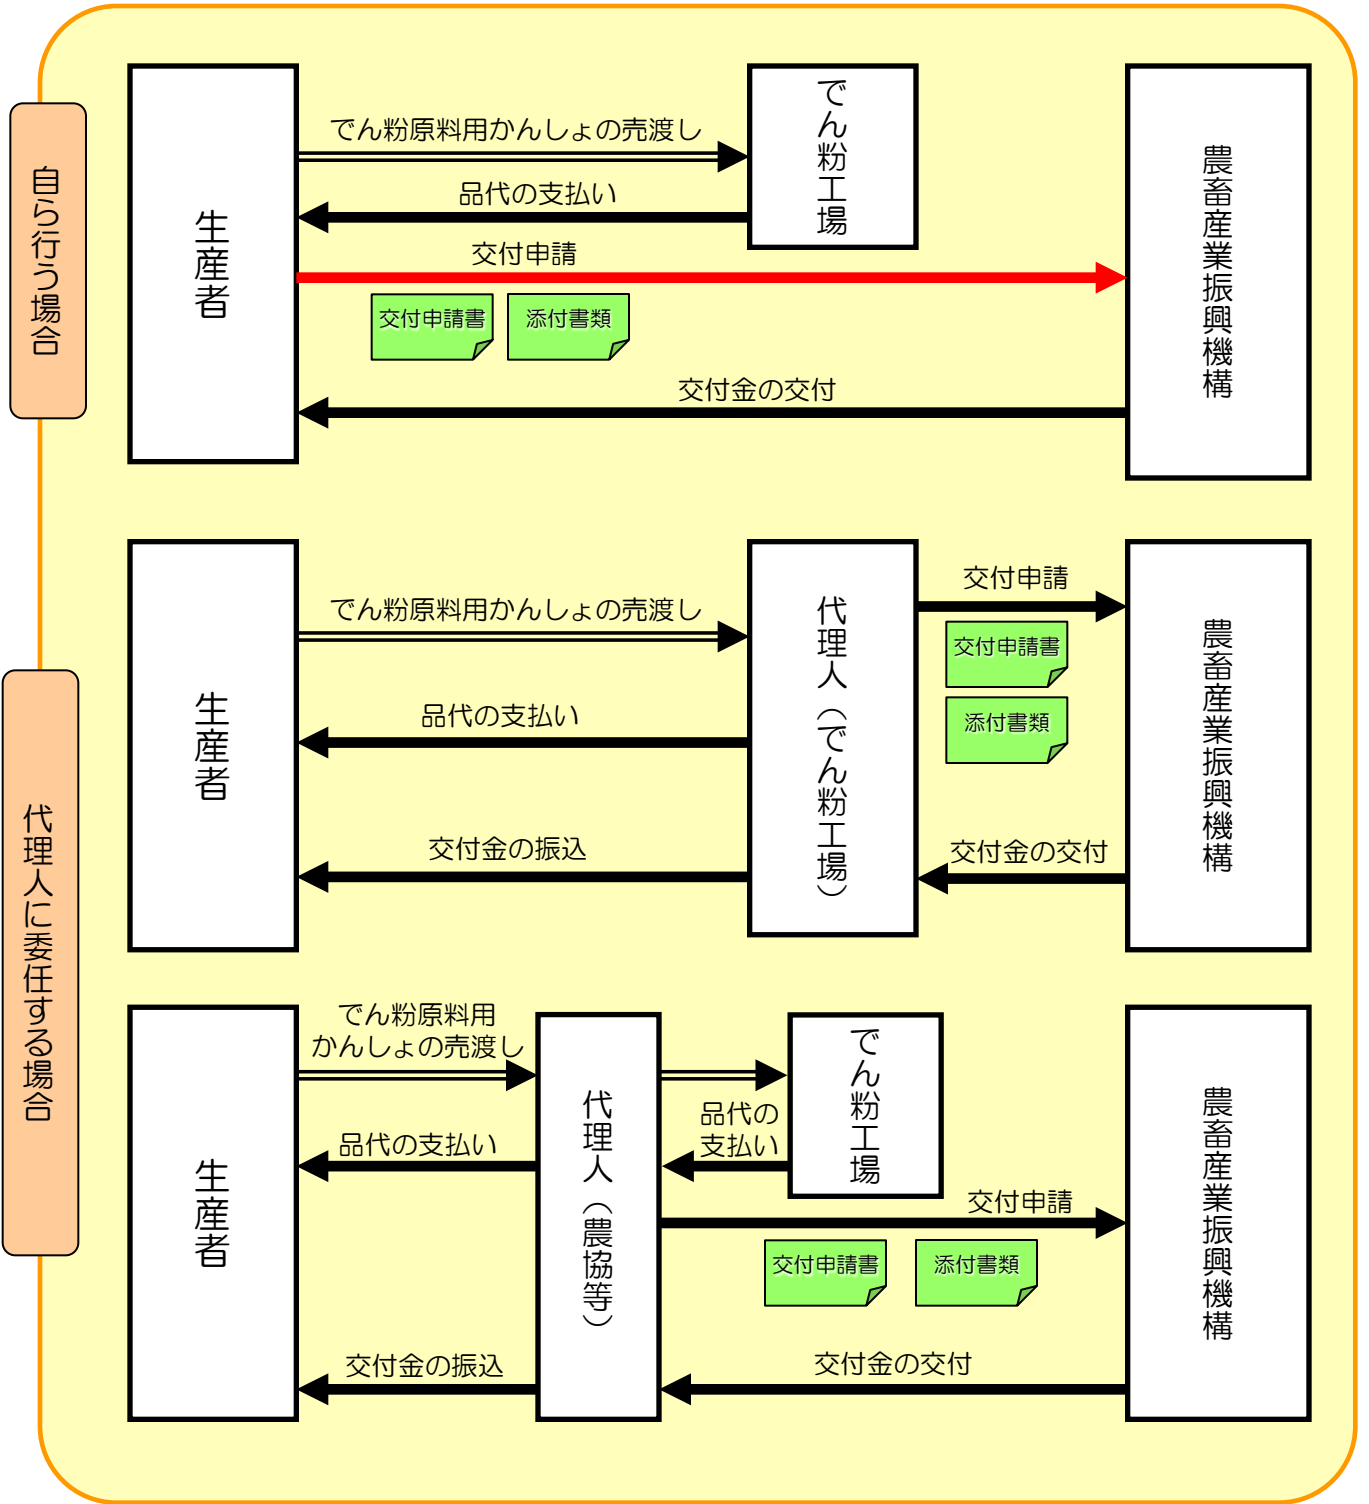 自ら行う場合
生産者
でん粉原料用かんしょの売渡し
品代の支払い
交付申請
交付申請書
添付書類
交付金の交付
でん粉工場
農畜産業振興機構
代理人に委任する場合
生産者
でん粉原料用かんしょの売渡し
品代の支払い
交付金の振込
代理人（でん粉工場）
交付申請
交付申請書
添付書類
交付金の交付
農畜産業振興機構
生産者
でん粉原料用
かんしょの売渡し
品代の支払い
交付金の振込
代理人（農協等）
品代の
支払い
でん粉工場
交付申請
交付申請書
添付書類
交付金の交付
農畜産業振興機構